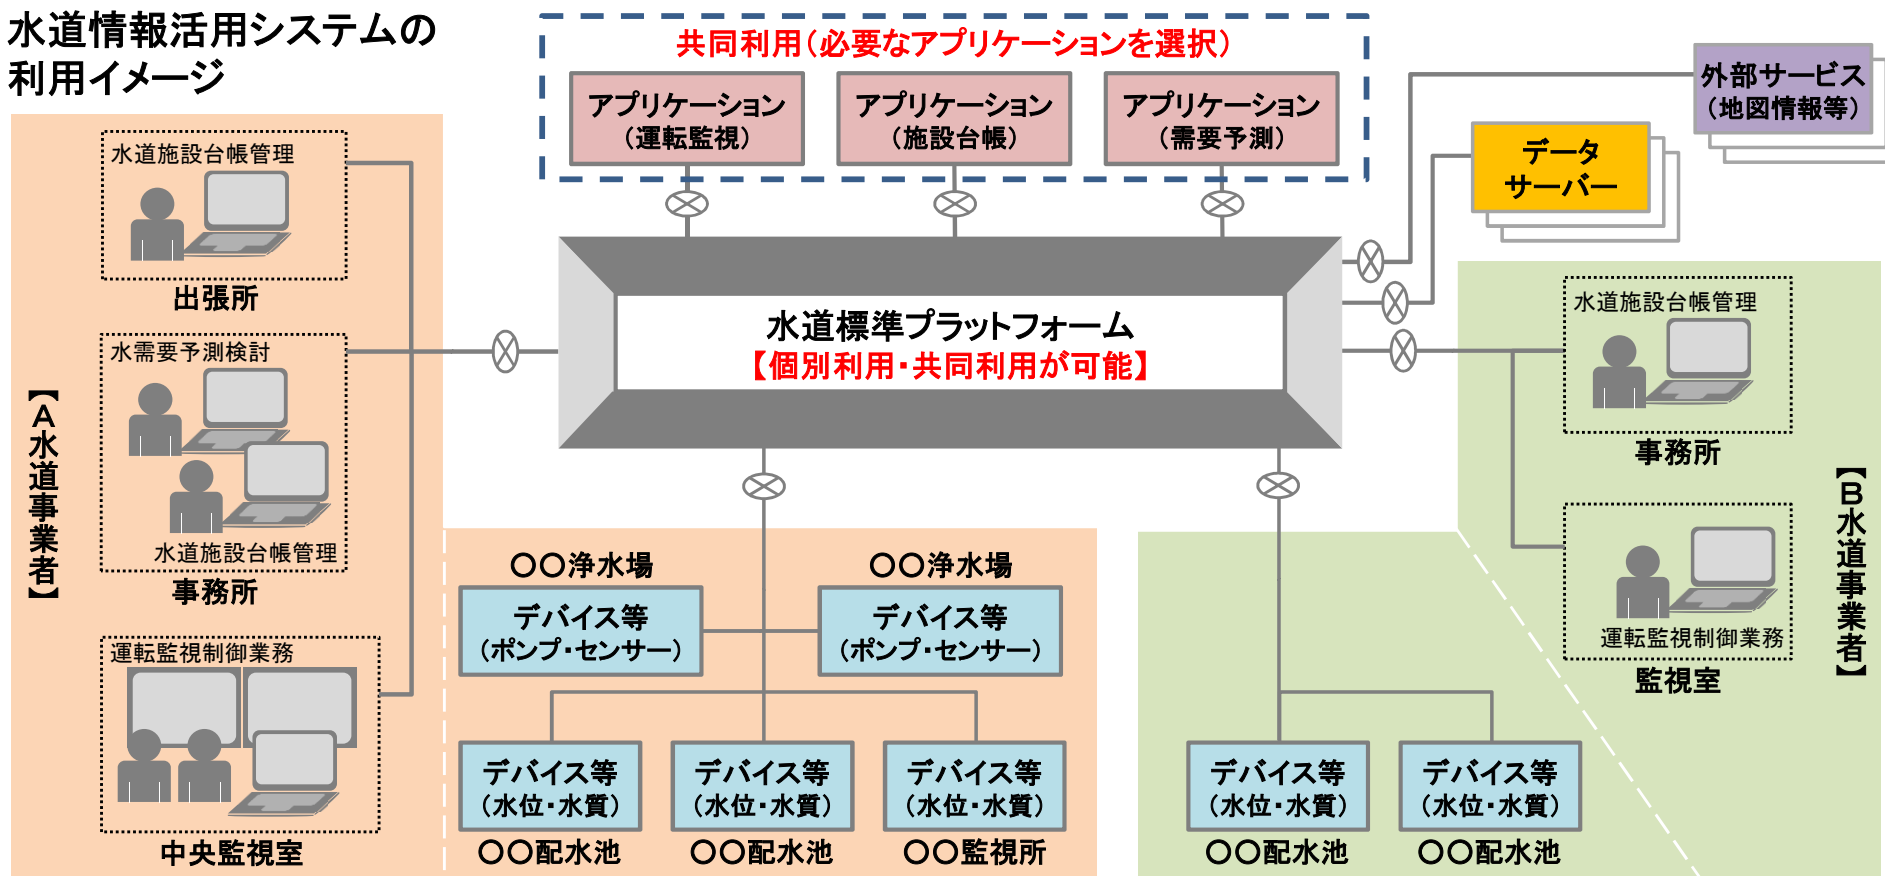 水道情報活用システムの
利用イメージ
共同利用（必要なアプリケーションを選択）
アプリケーション
（運転監視）
アプリケーション
（施設台帳）
アプリケーション
（需要予測）
外部サービス
（地図情報等）
データ
サーバー
水道標準プラットフォーム
【個別利用・共同利用が可能】
【A水道事業者】
水道施設台帳管理
出張所
水需要予測検討
水道施設台帳管理
事務所
運転監視制御業務
中央監視室
〇〇浄水場
デバイス等
（ポンプ・センサー）
〇〇浄水場
デバイス等
（ポンプ・センサー）
デバイス等
（水位・水質）
〇〇配水池
デバイス等
（水位・水質）
〇〇配水池
デバイス等
（水位・水質）
〇〇監視所
【B水道事業者】
水道施設台帳管理
事務所
運転監視制御業務
監視室
デバイス等
（水位・水質）
〇〇配水池
デバイス等
（水位・水質）
〇〇配水池